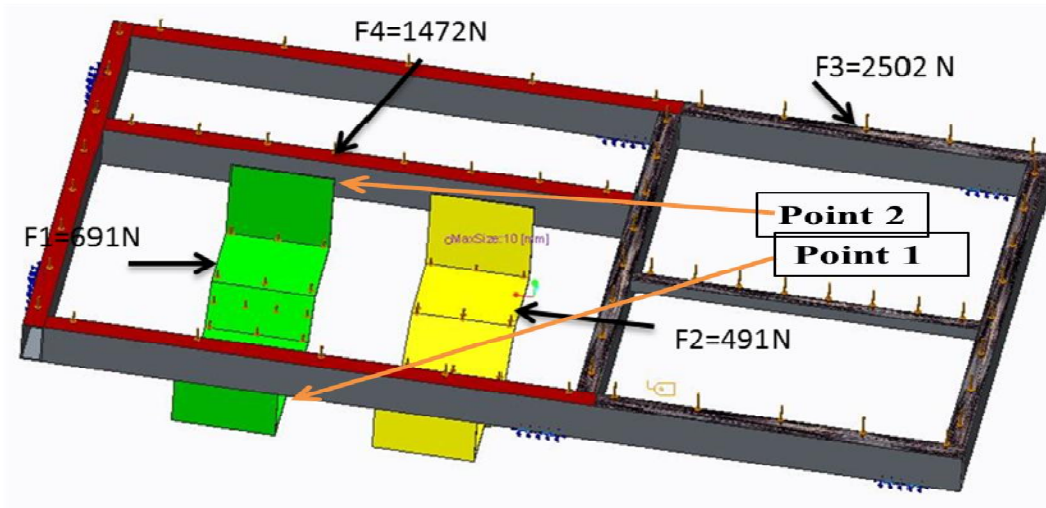 F4=1472N
F3=2502 N
Point 2
F1=691N
MaxSize:10 [mm]
Point 1
F2=491N